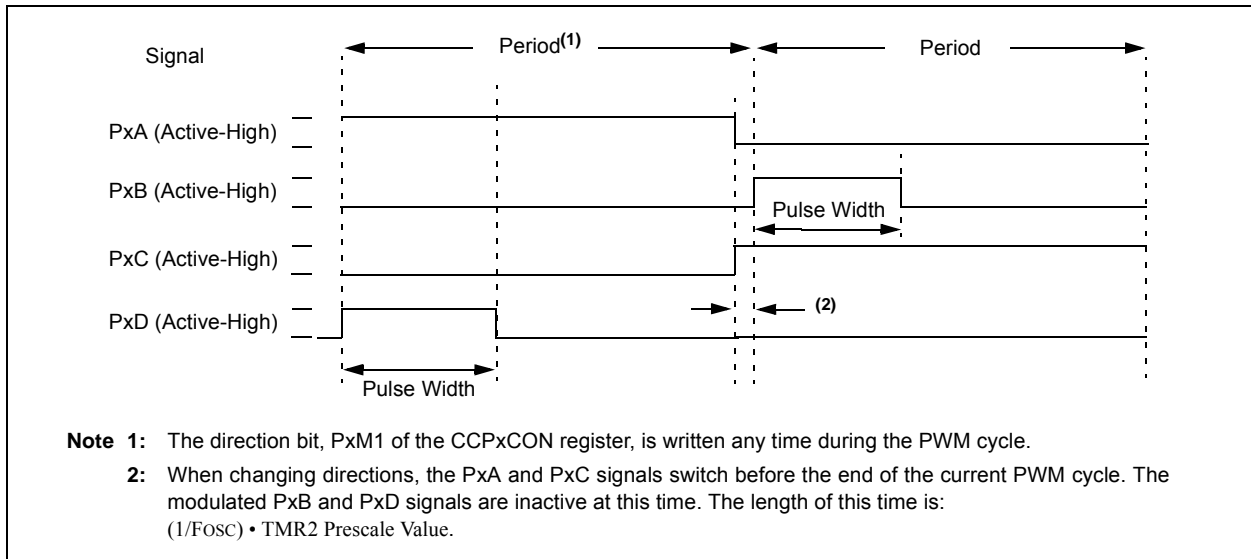 Signal
Period(1)
Period
PxA (Active-High)
PxB (Active-High)
Pulse Width
PxC (Active-High)
PxD (Active-High)
(2)
Pulse Width
Note 1: The direction bit, PxM1 of the CCPxCON register, is written any time during the PWM cycle.
2: When changing directions, the PxA and PxC signals switch before the end of the current PWM cycle. The
modulated PxB and PxD signals are inactive at this time. The length of this time is:
(1/FOSC) • TMR2 Prescale Value.